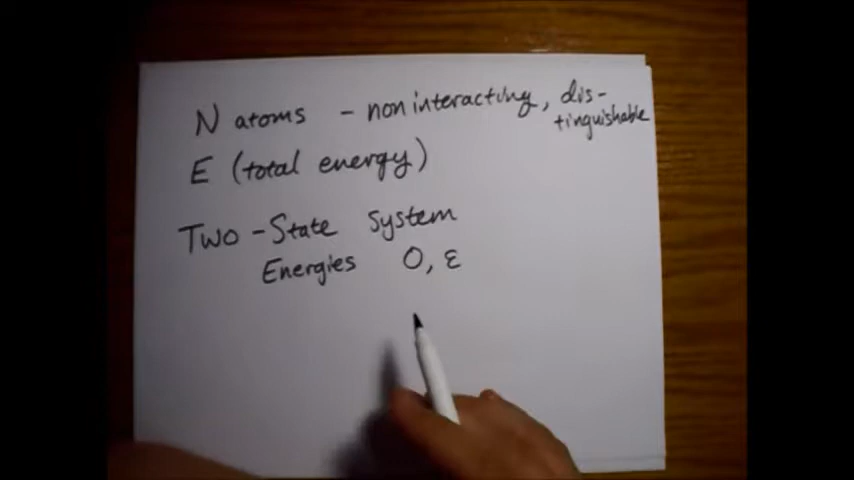 N atoms - noninteracting, dis-
tinguishable
E (total energy)
Two-State System
Energies 0, ε